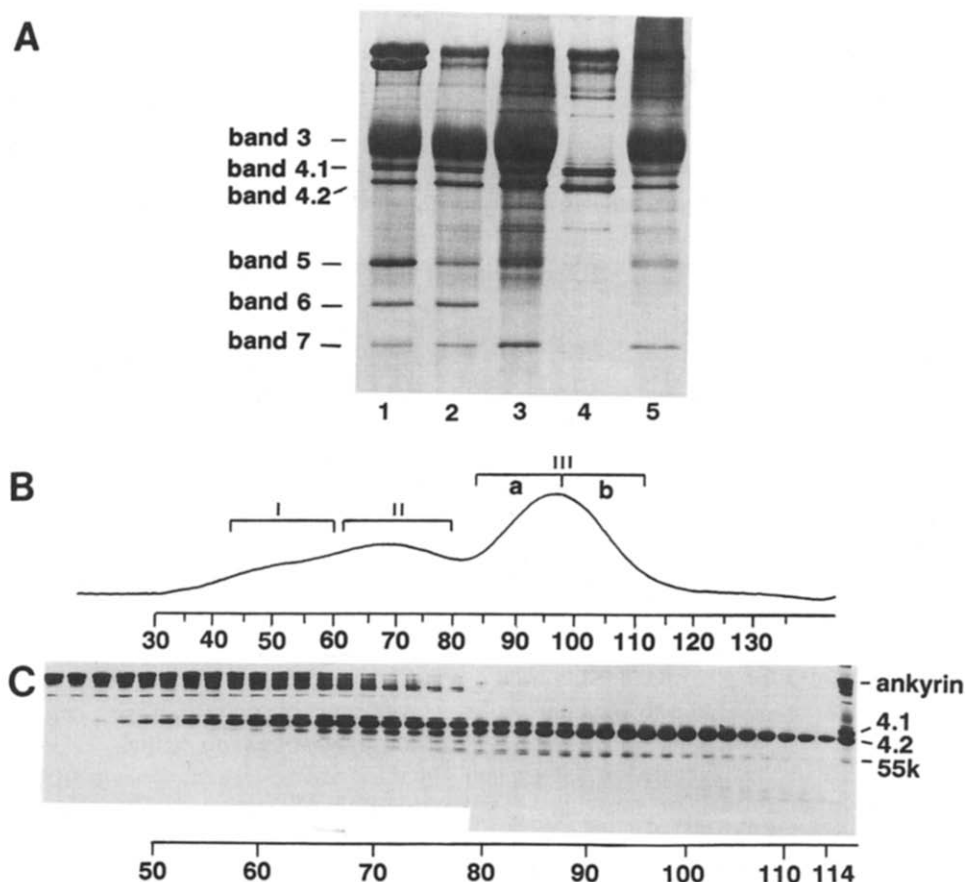 A
band 3
band 4.1
band 4.2
band 5
band 6
band 7
1 2 3 4 5
B
I II III
a b
30 40 50 60 70 80 90 100 110 120 130
C
ankyrin
4.1
4.2
55k
50 60 70 80 90 100 110 114